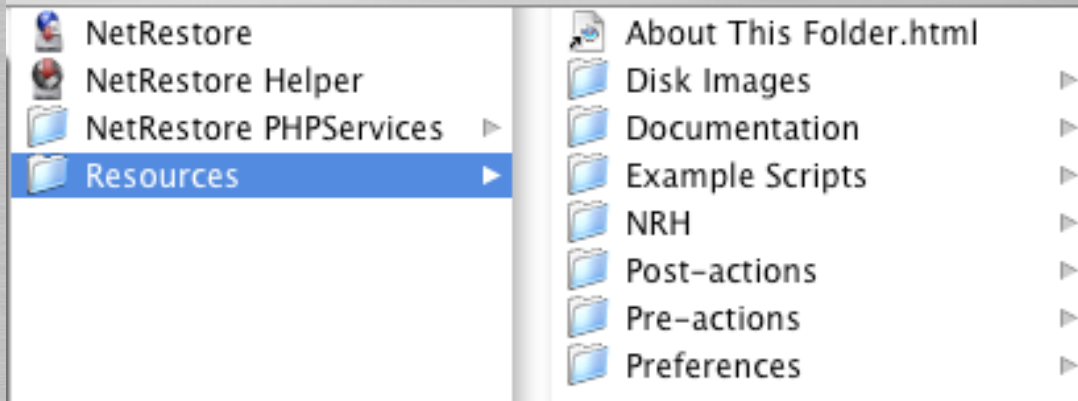 NetRestore
NetRestore Helper
NetRestore PHPServices
Resources
About This Folder.html
Disk Images
Documentation
Example Scripts
NRH
Post-actions
Pre-actions
Preferences